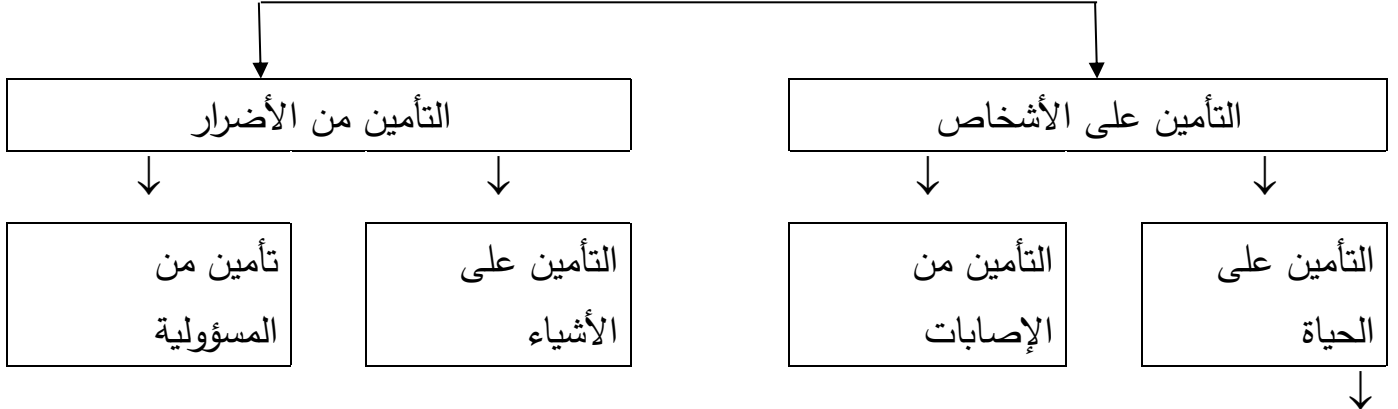 التأمين على الأشخاص
التأمين من الأضرار
التأمين على
الحياة
التأمين من
الإصابات
التأمين على
الأشياء
تأمين من
المسؤولية